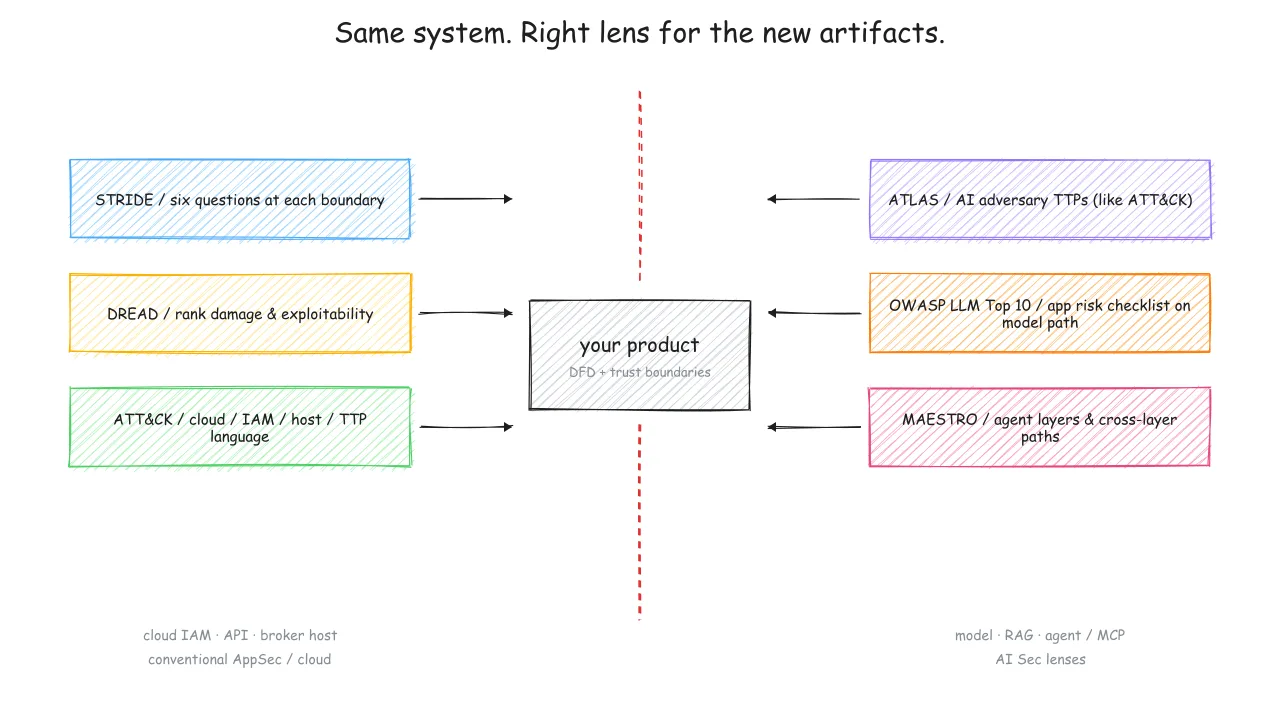 Same system. Right lens for the new artifacts.
STRIDE / six questions at each boundary
DREAD / rank damage & exploitability
ATT&CK / cloud / IAM / host / TTP
language
your product
DFD + trust boundaries
ATLAS / AI adversary TTPs (like ATT&CK)
OWASP LLM Top 10 / app risk checklist on
model path
MAESTRO / agent layers & cross-layer
paths
cloud IAM · API · broker host
conventional AppSec / cloud
model · RAG · agent / MCP
AI Sec lenses